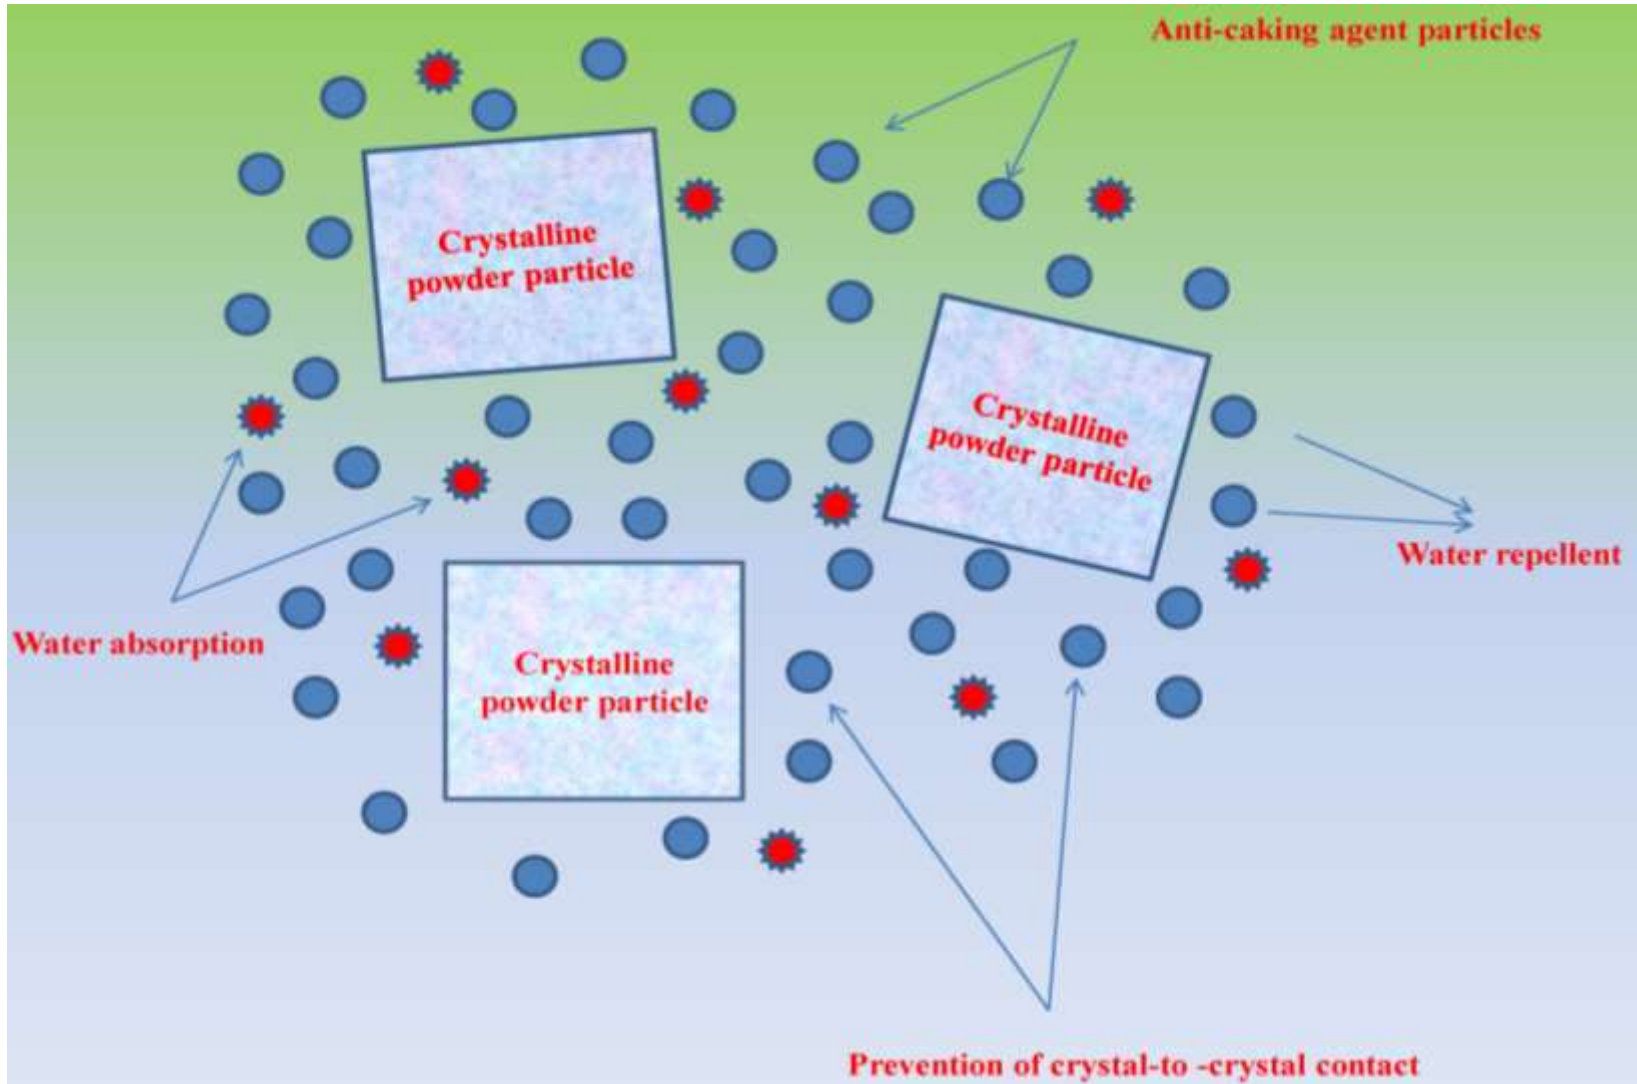 Anti-caking agent particles
Crystalline
powder particle
Crystalline
powder particle
Water repellent
Water absorption
Crystalline
powder particle
Prevention of crystal-to -crystal contact